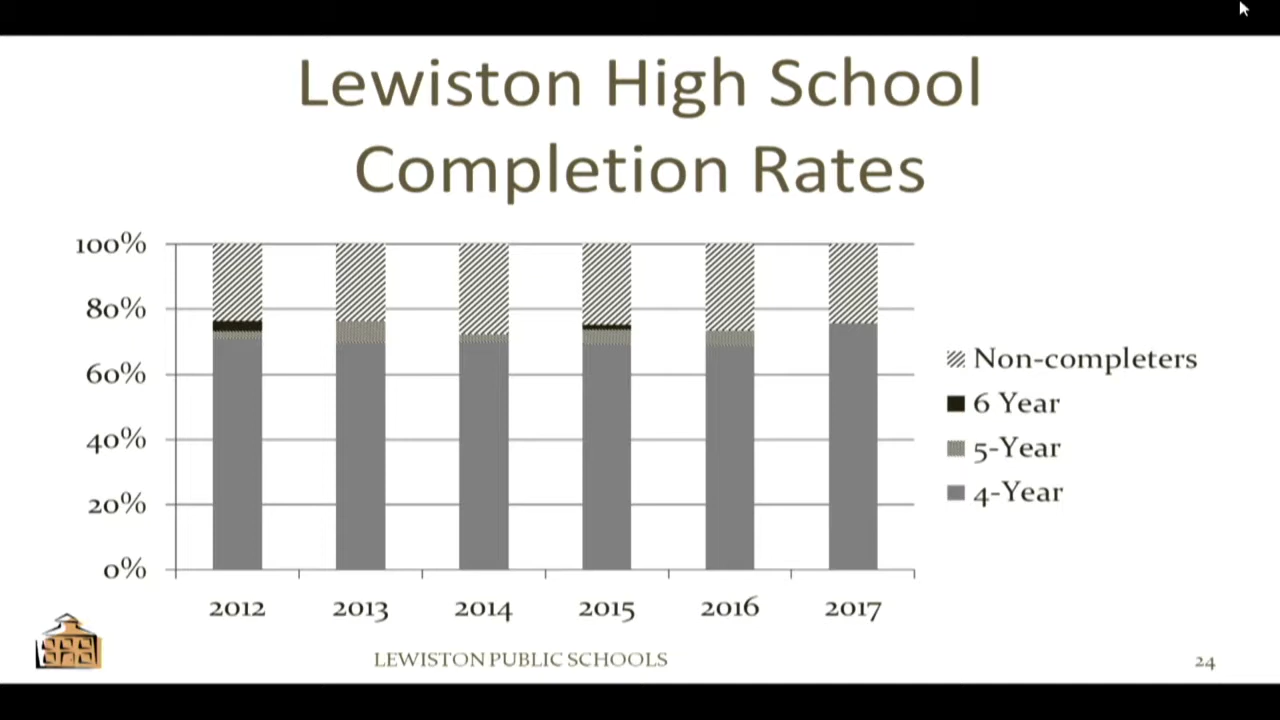 Lewiston High School
Completion Rates
100%
80%
60%
40%
20%
0%
2012 2013 2014 2015 2016 2017
Non-completers
6 Year
5-Year
4-Year
LEWISTON PUBLIC SCHOOLS
24